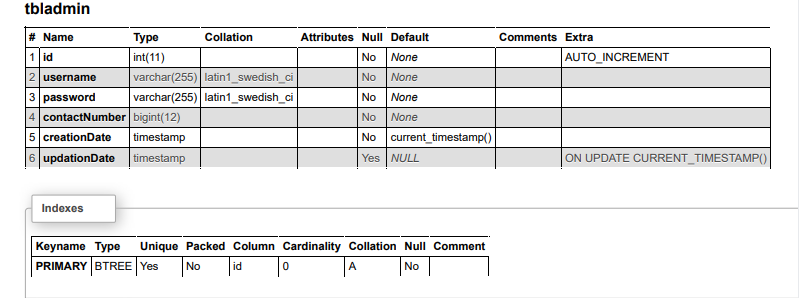 tbladmin
# Name Type Collation Attributes Null Default Comments Extra
1 id int(11) No None AUTO_INCREMENT
2 username varchar(255) latin1_swedish_ci No None
3 password varchar(255) latin1_swedish_ci No None
4 contactNumber bigint(12) No None
5 creationDate timestamp No current_timestamp()
6 updationDate timestamp Yes NULL ON UPDATE CURRENT_TIMESTAMP()
Indexes
Keyname Type Unique Packed Column Cardinality Collation Null Comment
PRIMARY BTREE Yes No id 0 A No